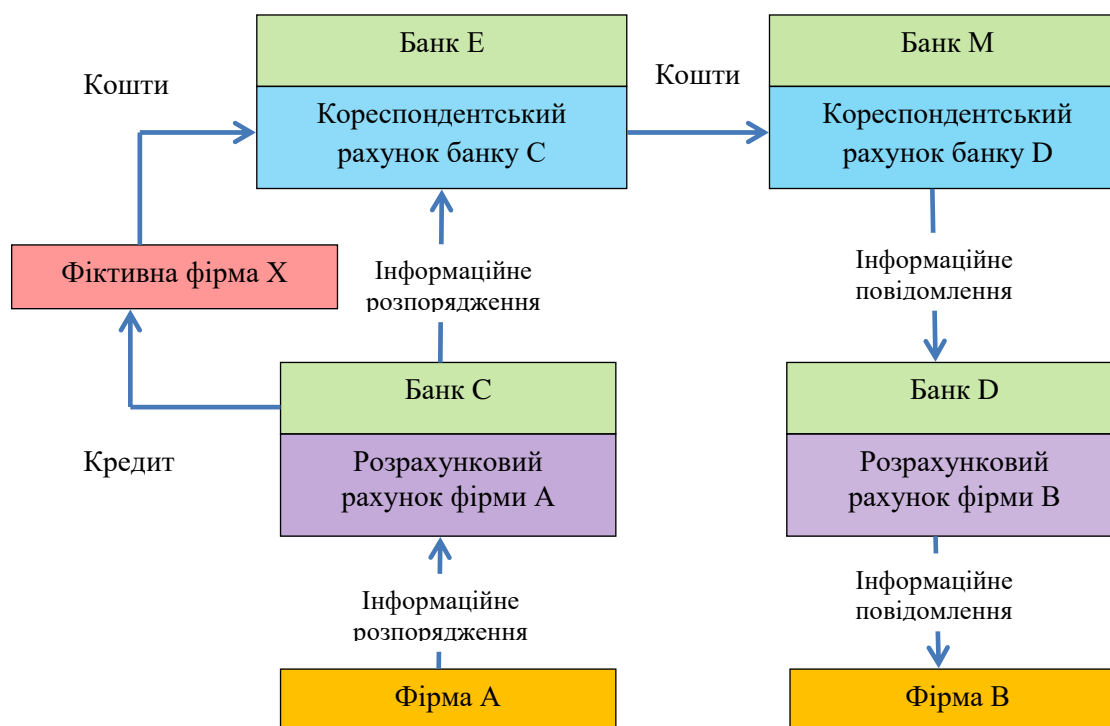 Банк Е
Банк М
Кошти
Кошти
Кореспондентський
рахунок банку С
Кореспондентський
рахунок банку D
Фіктивна фірма Х
Інформаційне
розпорядження
Інформаційне
повідомлення
Банк С
Банк D
Кредит
Розрахунковий
рахунок фірми А
Розрахунковий
рахунок фірми В
Інформаційне
розпорядження
Інформаційне
повідомлення
Фірма А
Фірма В